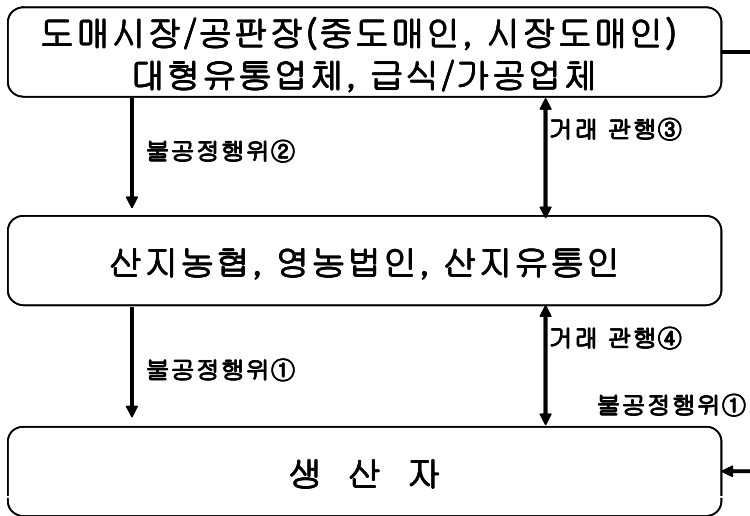 도매시장/공판장(중도매인, 시장도매인)
대형유통업체, 급식/가공업체
불공정행위②
거래 관행③
산지농협, 영농법인, 산지유통인
불공정행위①
거래 관행④
불공정행위①
생 산 자